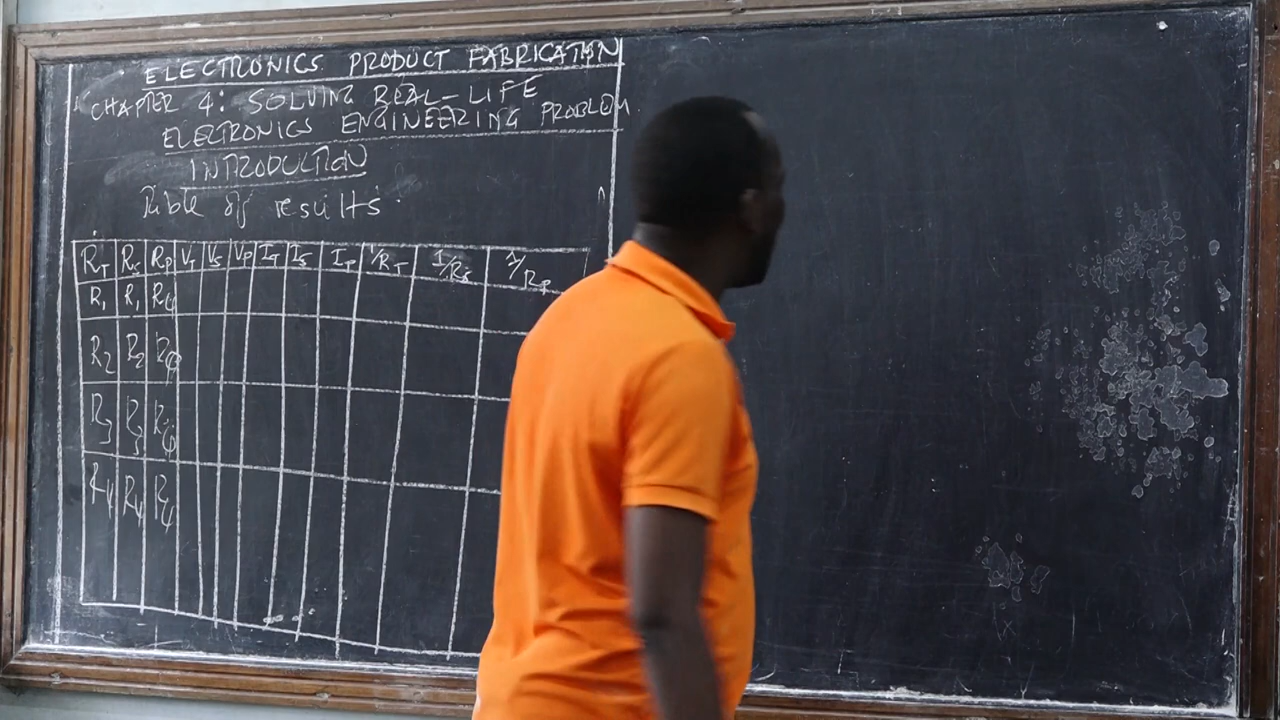 ELECTRONICS PRODUCT FABRICATION
CHAPTER 4: SOLVING REAL-LIFE
ELECTRONICS ENGINEERING PROBLEM
INTRODUCTION
Table of results
RT RS RP VT VS VP IT IS IP 1/RT 1/RS 1/RP
R1 R1
R2 R2
R3 R3
R4 R4 R4